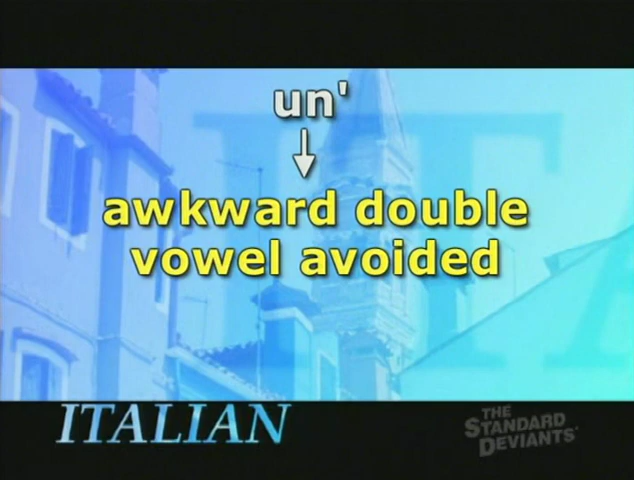 un'
awkward double
vowel avoided
ITALIAN
THE
STANDARD
DEVIANTS